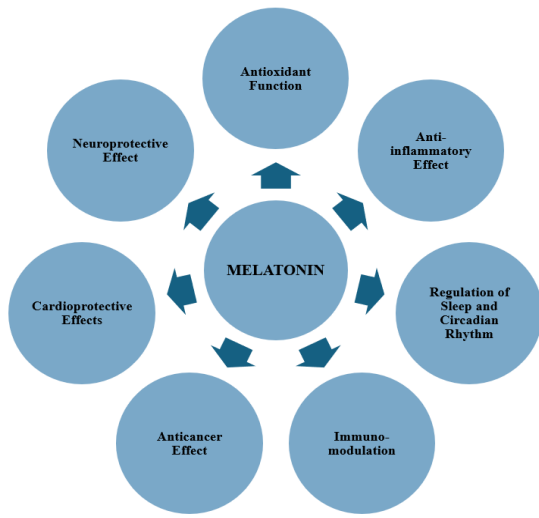 Antioxidant
Function
Anti-
inflammatory
Effect
Regulation of
Sleep and
Circadian
Rhythm
Immuno-
modulation
Anticancer
Effect
Cardioprotective
Effects
Neuroprotective
Effect
MELATONIN